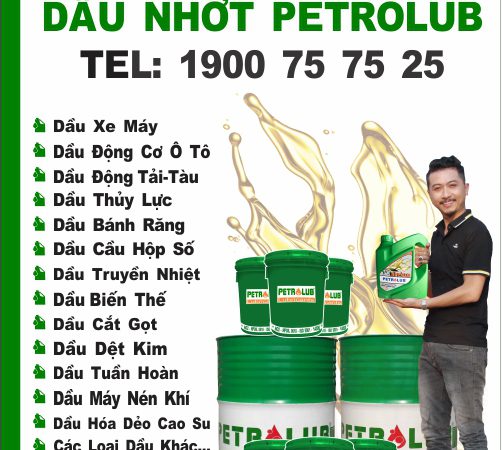 DẦU NHỚT PETROLUB
TEL: 1900 75 75 25
Dầu Xe Máy
Dầu Động Cơ Ô Tô
Dầu Động Tải-Tàu
Dầu Thủy Lực
Dầu Bánh Răng
Dầu Cầu Hộp Số
Dầu Truyền Nhiệt
Dầu Biến Thế
Dầu Cắt Gọt
Dầu Dệt Kim
Dầu Tuần Hoàn
Dầu Máy Nén Khí
Dầu Hóa Dẻo Cao Su
Các Loại Dầu Khác...
PETROLUB
PETROLUB
PETROLUB
PETROLUB